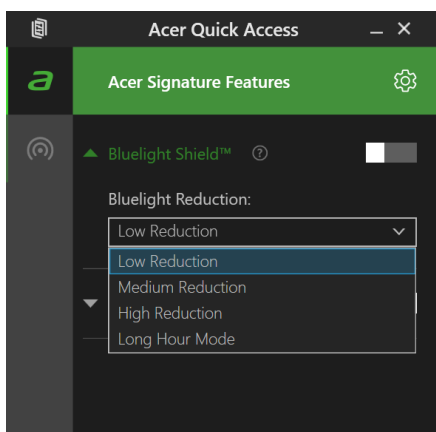 Acer Quick Access
Acer Signature Features
Bluelight Shield™
Bluelight Reduction:
Low Reduction
Low Reduction
Medium Reduction
High Reduction
Long Hour Mode